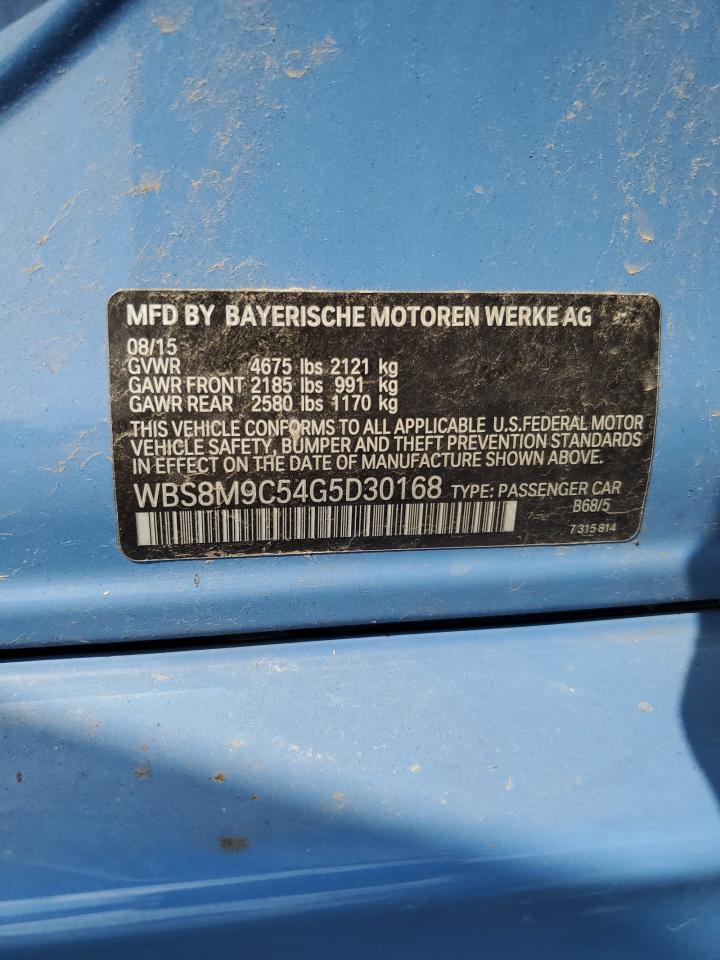 MFD BY BAYERISCHE MOTOREN WERKE AG
08/15
GVWR 4675 lbs 2121 kg
GAWR FRONT 2185 lbs 991 kg
GAWR REAR 2580 lbs 1170 kg
THIS VEHICLE CONFORMS TO ALL APPLICABLE U.S.FEDERAL MOTOR
VEHICLE SAFETY, BUMPER AND THEFT PREVENTION STANDARDS
IN EFFECT ON THE DATE OF MANUFACTURE SHOWN ABOVE.
WBS8M9C54G5D30168 TYPE: PASSENGER CAR
B68/5
7 315 814